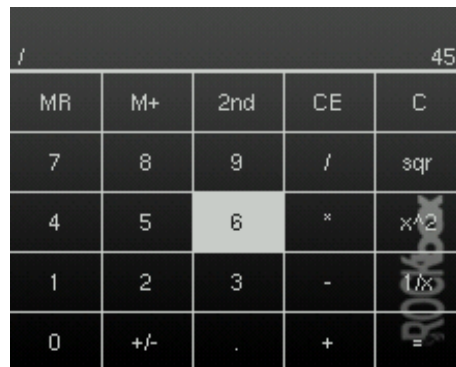 / 45
MR M+ 2nd CE C
7 8 9 / sqr
4 5 6 * x^2
1 2 3 - 1/x
0 +/- . + =
ROCKbox